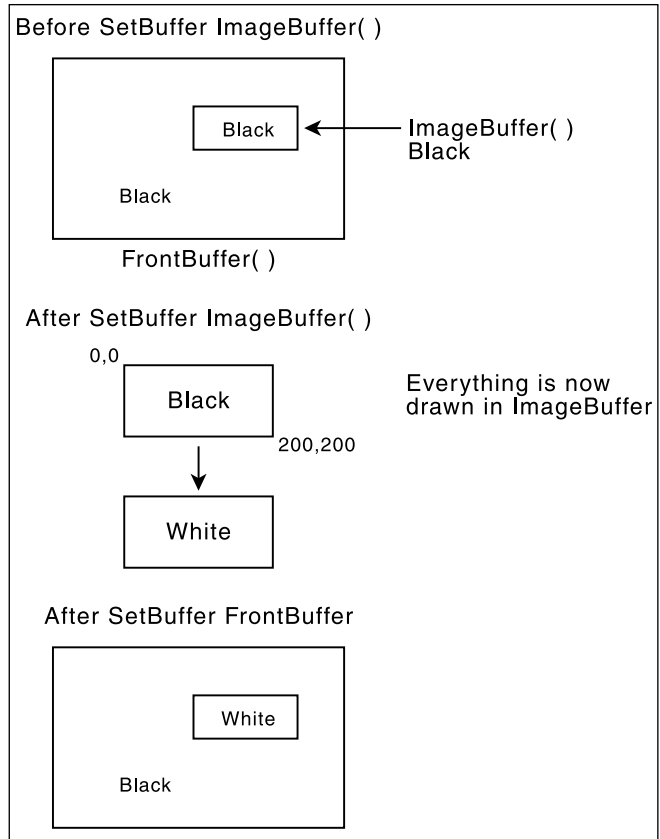 Before SetBuffer ImageBuffer( )
Black
ImageBuffer( )
Black
Black
FrontBuffer( )
After SetBuffer ImageBuffer( )
0,0
Black
Everything is now
drawn in ImageBuffer
200,200
White
After SetBuffer FrontBuffer
White
Black